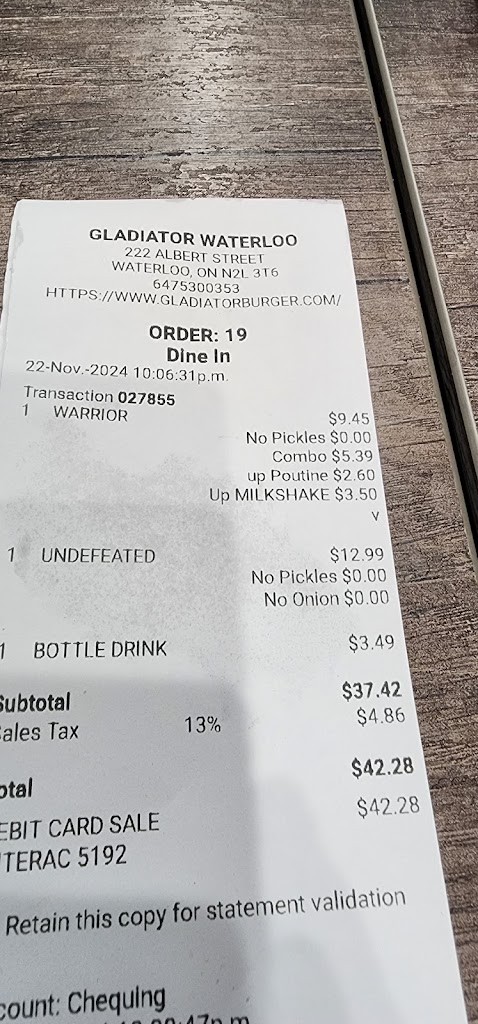 GLADIATOR WATERLOO
222 ALBERT STREET
WATERLOO, ON N2L 3T6
6475300353
HTTPS://WWW.GLADIATORBURGER.COM/
ORDER: 19
Dine In
22-Nov.-2024 10:06:31p.m.
Transaction 027855
1 WARRIOR $9.45
No Pickles $0.00
Combo $5.39
up Poutine $2.60
Up MILKSHAKE $3.50
v
1 UNDEFEATED $12.99
No Pickles $0.00
No Onion $0.00
1 BOTTLE DRINK $3.49
Subtotal $37.42
ales Tax 13% $4.86
otal $42.28
EBIT CARD SALE $42.28
TERAC 5192
Retain this copy for statement validation
count: Chequing